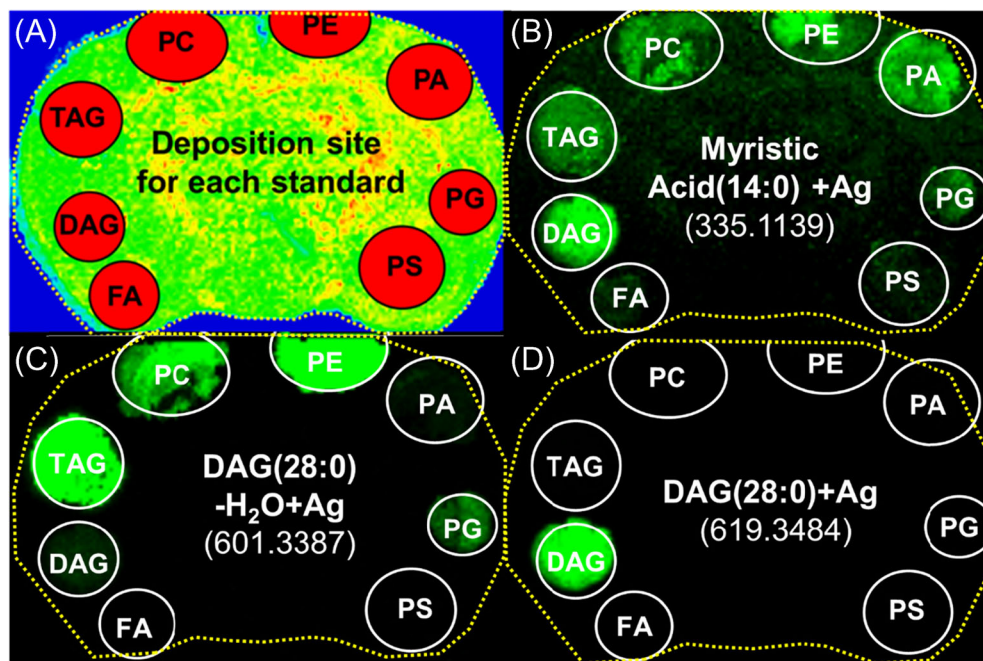 (A)
PC
PE
PA
TAG
Deposition site
for each standard
DAG
PG
PS
FA
(B)
PC
PE
PA
TAG
Myristic
Acid(14:0) +Ag
(335.1139)
PG
DAG
FA
PS
(C)
PC
PE
PA
TAG
DAG(28:0)
-H₂O+Ag
(601.3387)
PG
DAG
FA
PS
(D)
PC
PE
PA
TAG
DAG(28:0)+Ag
(619.3484)
PG
DAG
FA
PS